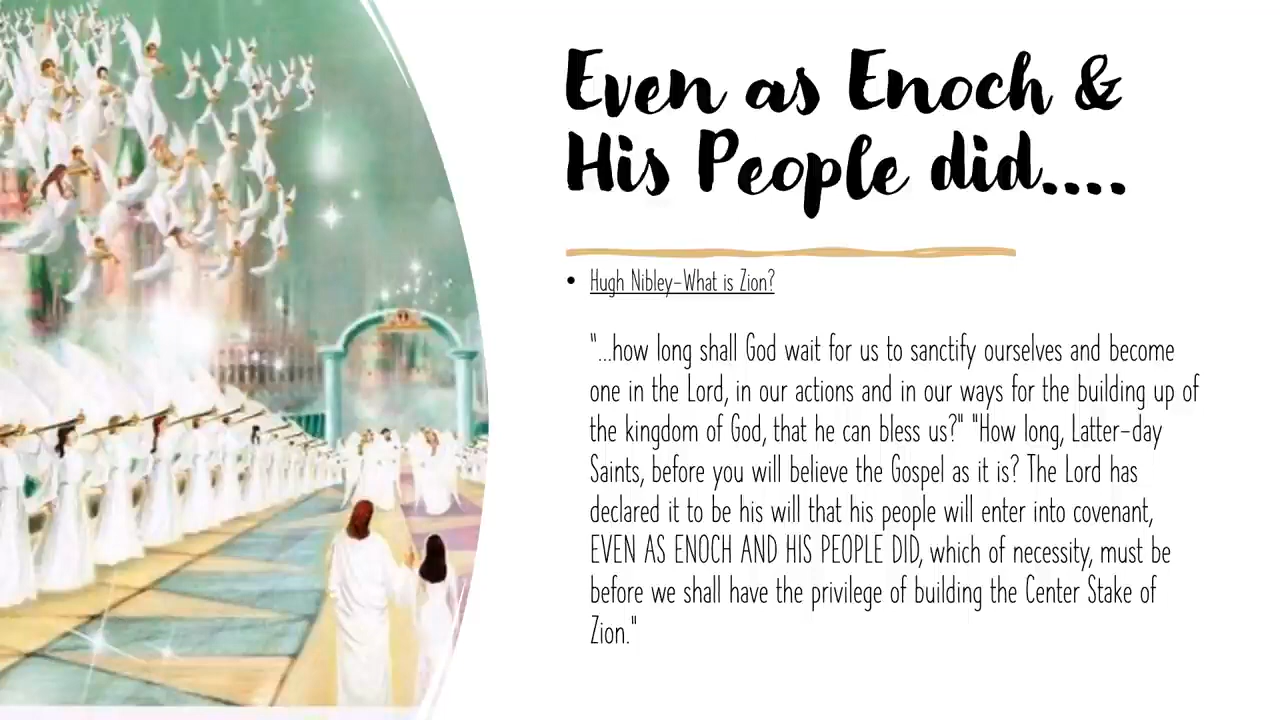 Even as Enoch &
His People did....
• Hugh Nibley-What is Zion?
"...how long shall God wait for us to sanctify ourselves and become
one in the Lord, in our actions and in our ways for the building up of
the kingdom of God, that he can bless us?" "How long, Latter-day
Saints, before you will believe the Gospel as it is? The Lord has
declared it to be his will that his people will enter into covenant,
EVEN AS ENOCH AND HIS PEOPLE DID, which of necessity, must be
before we shall have the privilege of building the Center Stake of
Zion."